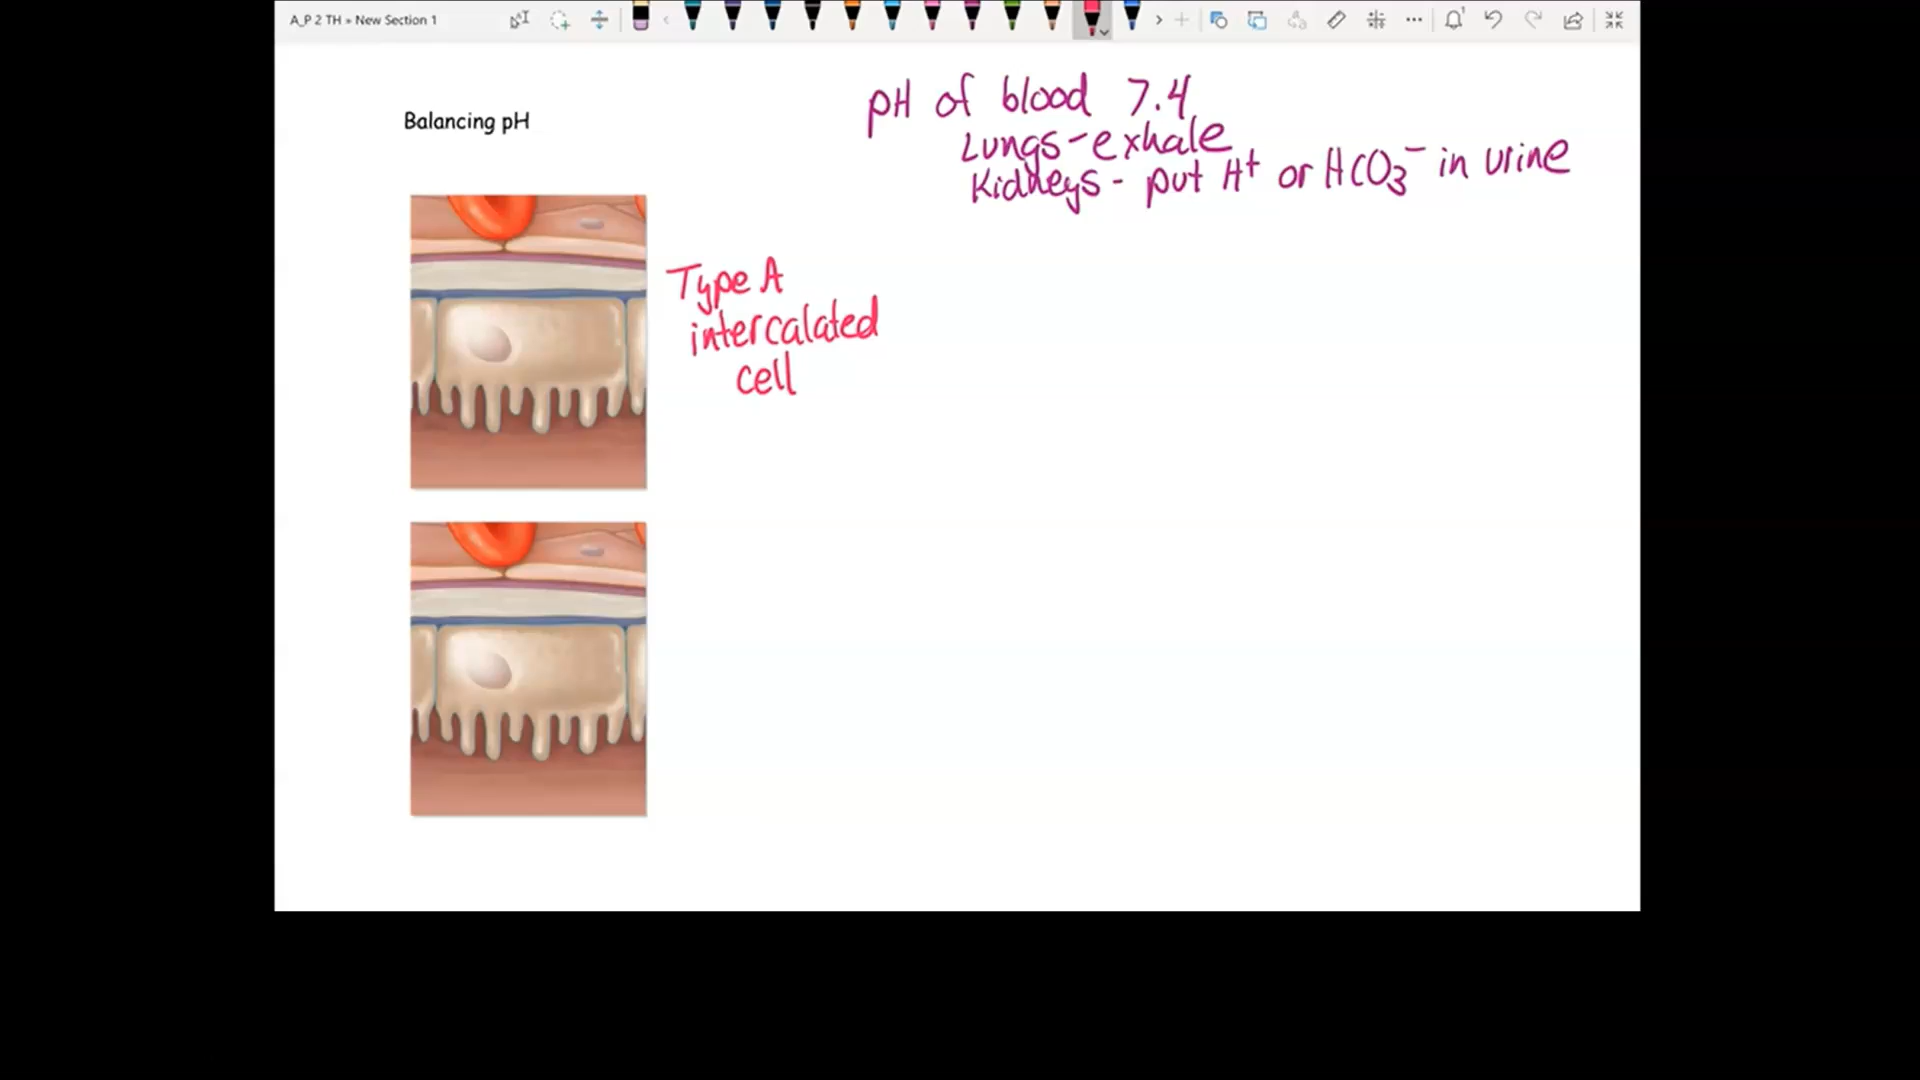 A_P 2 TH » New Section 1
pH of blood 7.4
Balancing pH
Lungs - exhale
Kidneys - put H⁺ or HCO₃⁻ in urine
Type A
intercalated
cell